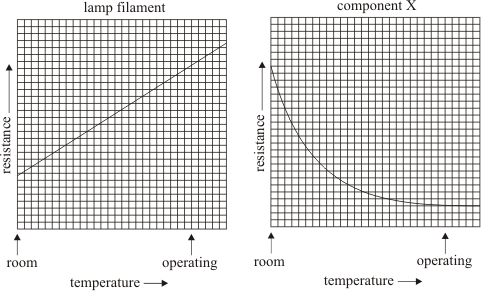 lamp filament
resistance
room
operating
temperature
component X
resistance
room
operating
temperature